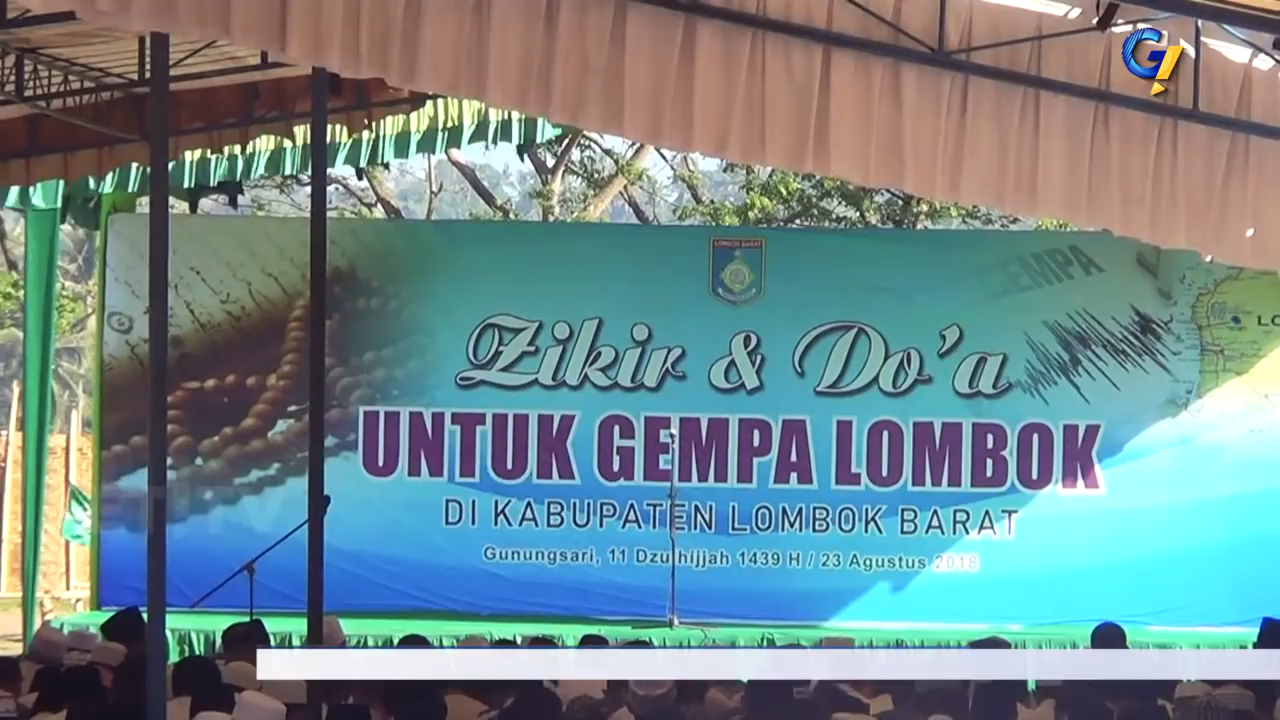 G!
LOMBOK BARAT
GEMPA
Zikir & Do'a
UNTUK GEMPA LOMBOK
DI KABUPATEN LOMBOK BARAT
Gunungsari, 11 Dzulhijjah 1439 H / 23 Agustus 2018